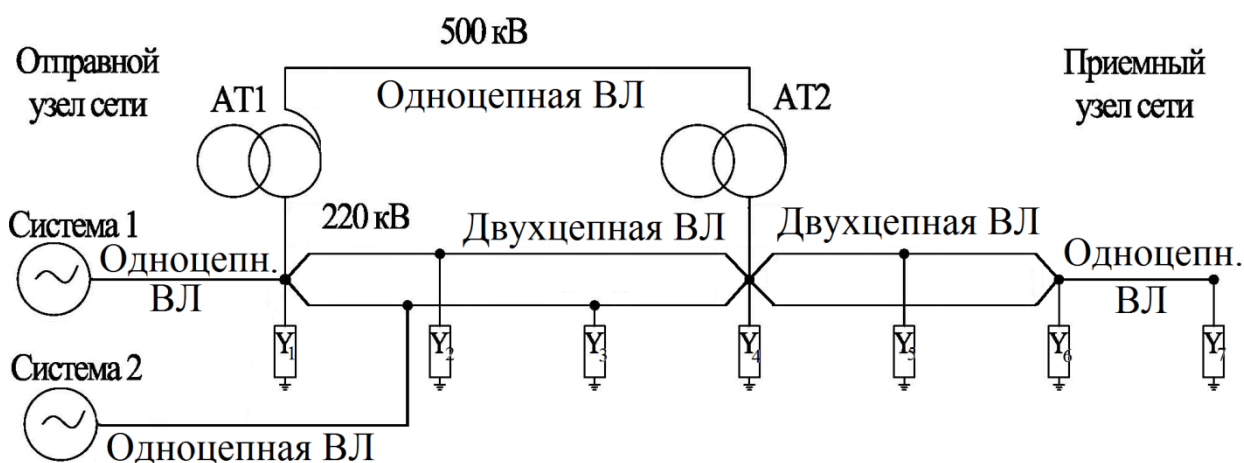 500 кВ
Отправной
узел сети
Приемный
узел сети
АТ1
Одноцепная ВЛ
АТ2
Система 1
220 кВ
Двухцепная ВЛ
Двухцепная ВЛ
Одноцепн.
ВЛ
Одноцепн.
ВЛ
Y1
Y2
Y3
Y4
Y5
Y6
Y7
Система 2
Одноцепная ВЛ